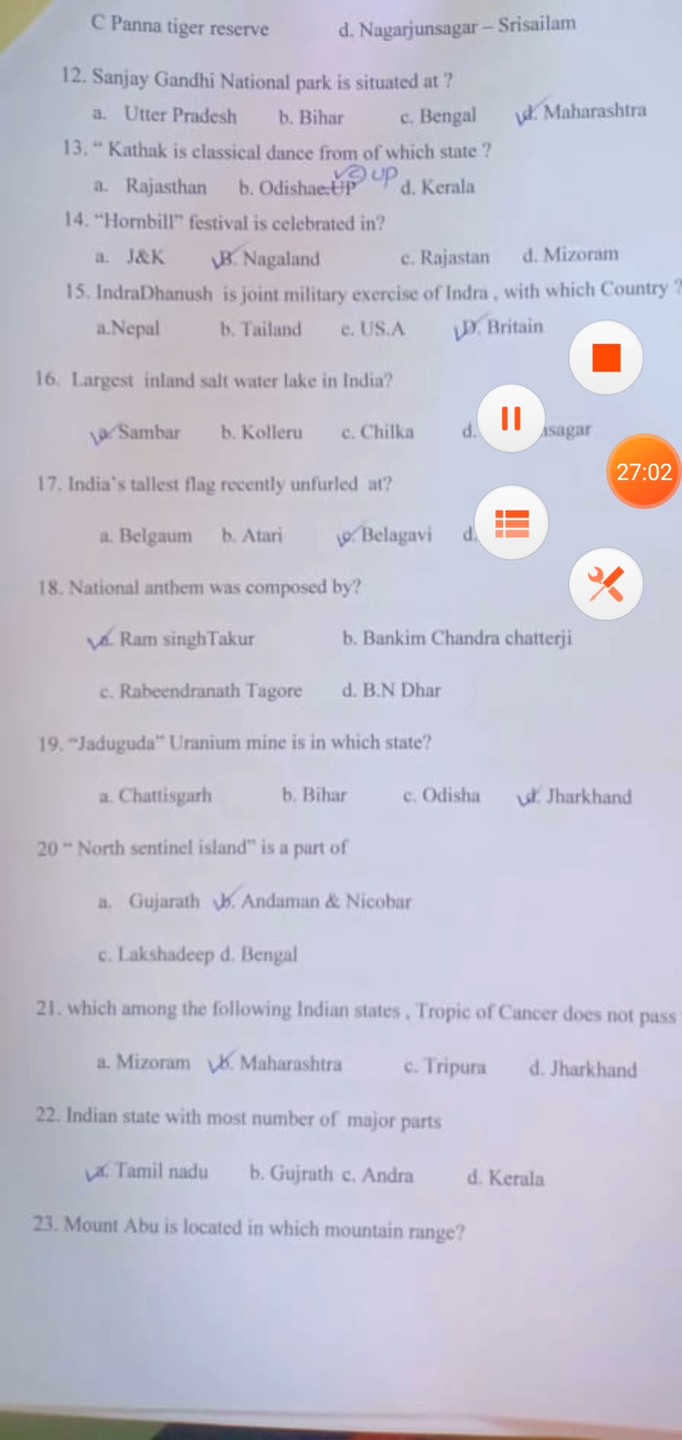 C Panna tiger reserve d. Nagarjunsagar – Srisailam
12. Sanjay Gandhi National park is situated at ?
a. Utter Pradesh b. Bihar c. Bengal d. Maharashtra
13. “ Kathak is classical dance from of which state ?
c UP
a. Rajasthan b. Odishac.UP d. Kerala
14. “Hornbill” festival is celebrated in?
a. J&K B. Nagaland c. Rajastan d. Mizoram
15. IndraDhanush is joint military exercise of Indra , with which Country ?
a.Nepal b. Tailand c. US.A D. Britain
16. Largest inland salt water lake in India?
a. Sambar b. Kolleru c. Chilka d.
27:02
17. India’s tallest flag recently unfurled at?
a. Belgaum b. Atari c. Belagavi d.
18. National anthem was composed by?
a. Ram singhTakur b. Bankim Chandra chatterji
c. Rabeendranath Tagore d. B.N Dhar
19. “Jaduguda” Uranium mine is in which state?
a. Chattisgarh b. Bihar c. Odisha d. Jharkhand
20 “ North sentinel island” is a part of
a. Gujarath b. Andaman & Nicobar
c. Lakshadeep d. Bengal
21. which among the following Indian states , Tropic of Cancer does not pass
a. Mizoram b. Maharashtra c. Tripura d. Jharkhand
22. Indian state with most number of major parts
a. Tamil nadu b. Gujrath c. Andra d. Kerala
23. Mount Abu is located in which mountain range?